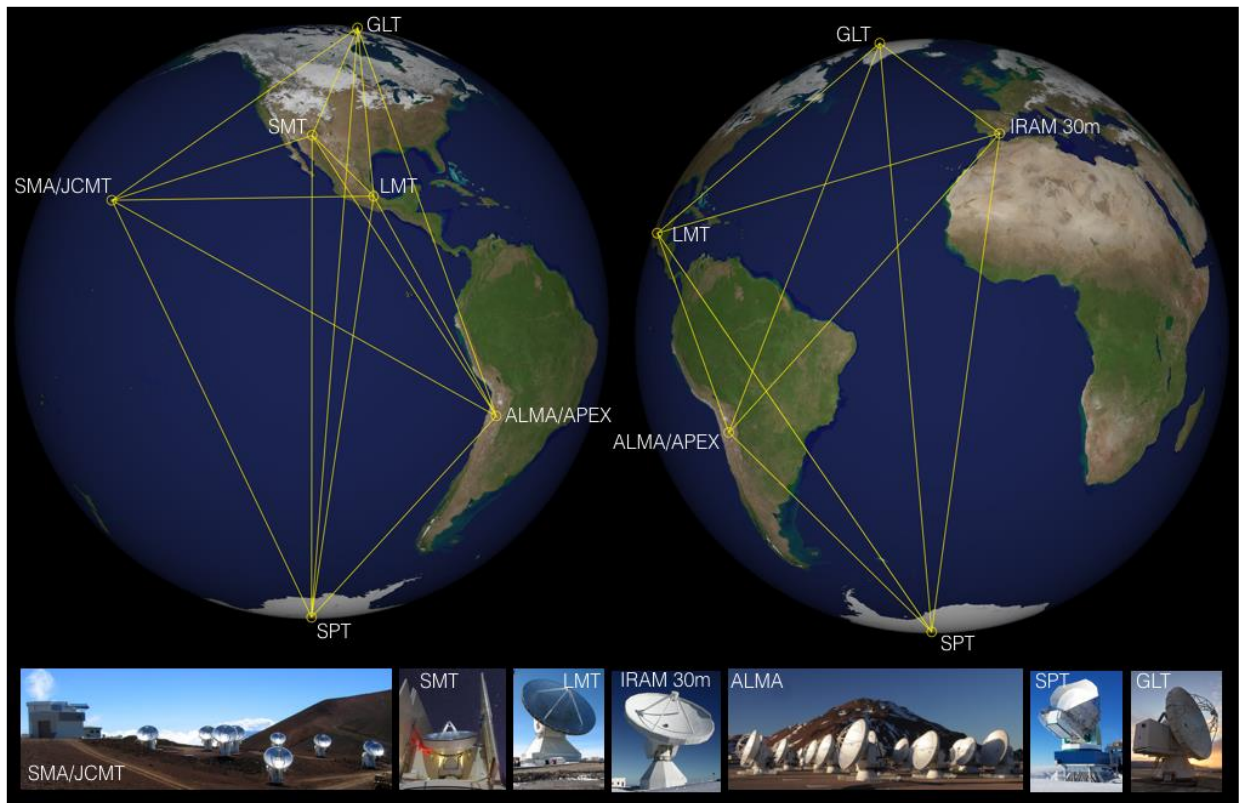 GLT
SMT
SMA/JCMT
LMT
ALMA/APEX
SPT
GLT
IRAM 30m
LMT
ALMA/APEX
SPT
SMA/JCMT
SMT
LMT
IRAM 30m
ALMA
SPT
GLT